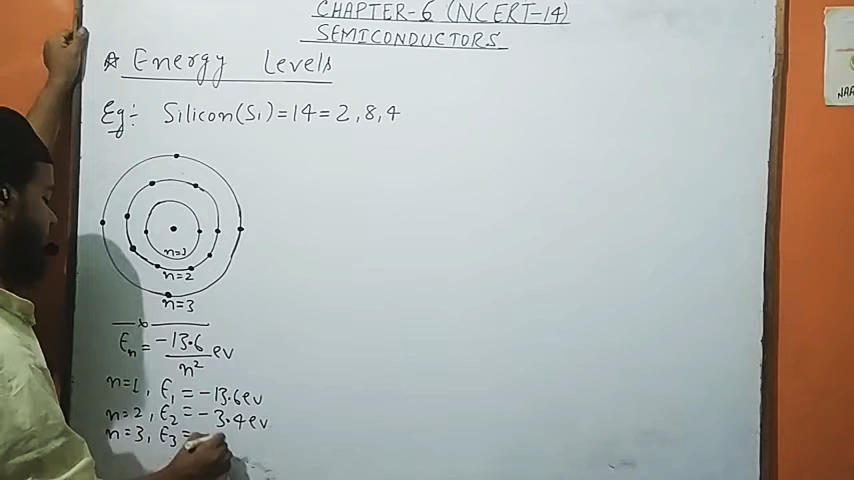 CHAPTER-6 (NCERT-14)
SEMICONDUCTORS
Energy Levels
Eg:- Silicon(Si) = 14 = 2, 8, 4
n=1
n=2
n=3
En = -13.6/n² ev
n=1, E1 = -13.6ev
n=2, E2 = -3.4ev
n=3, E3 =